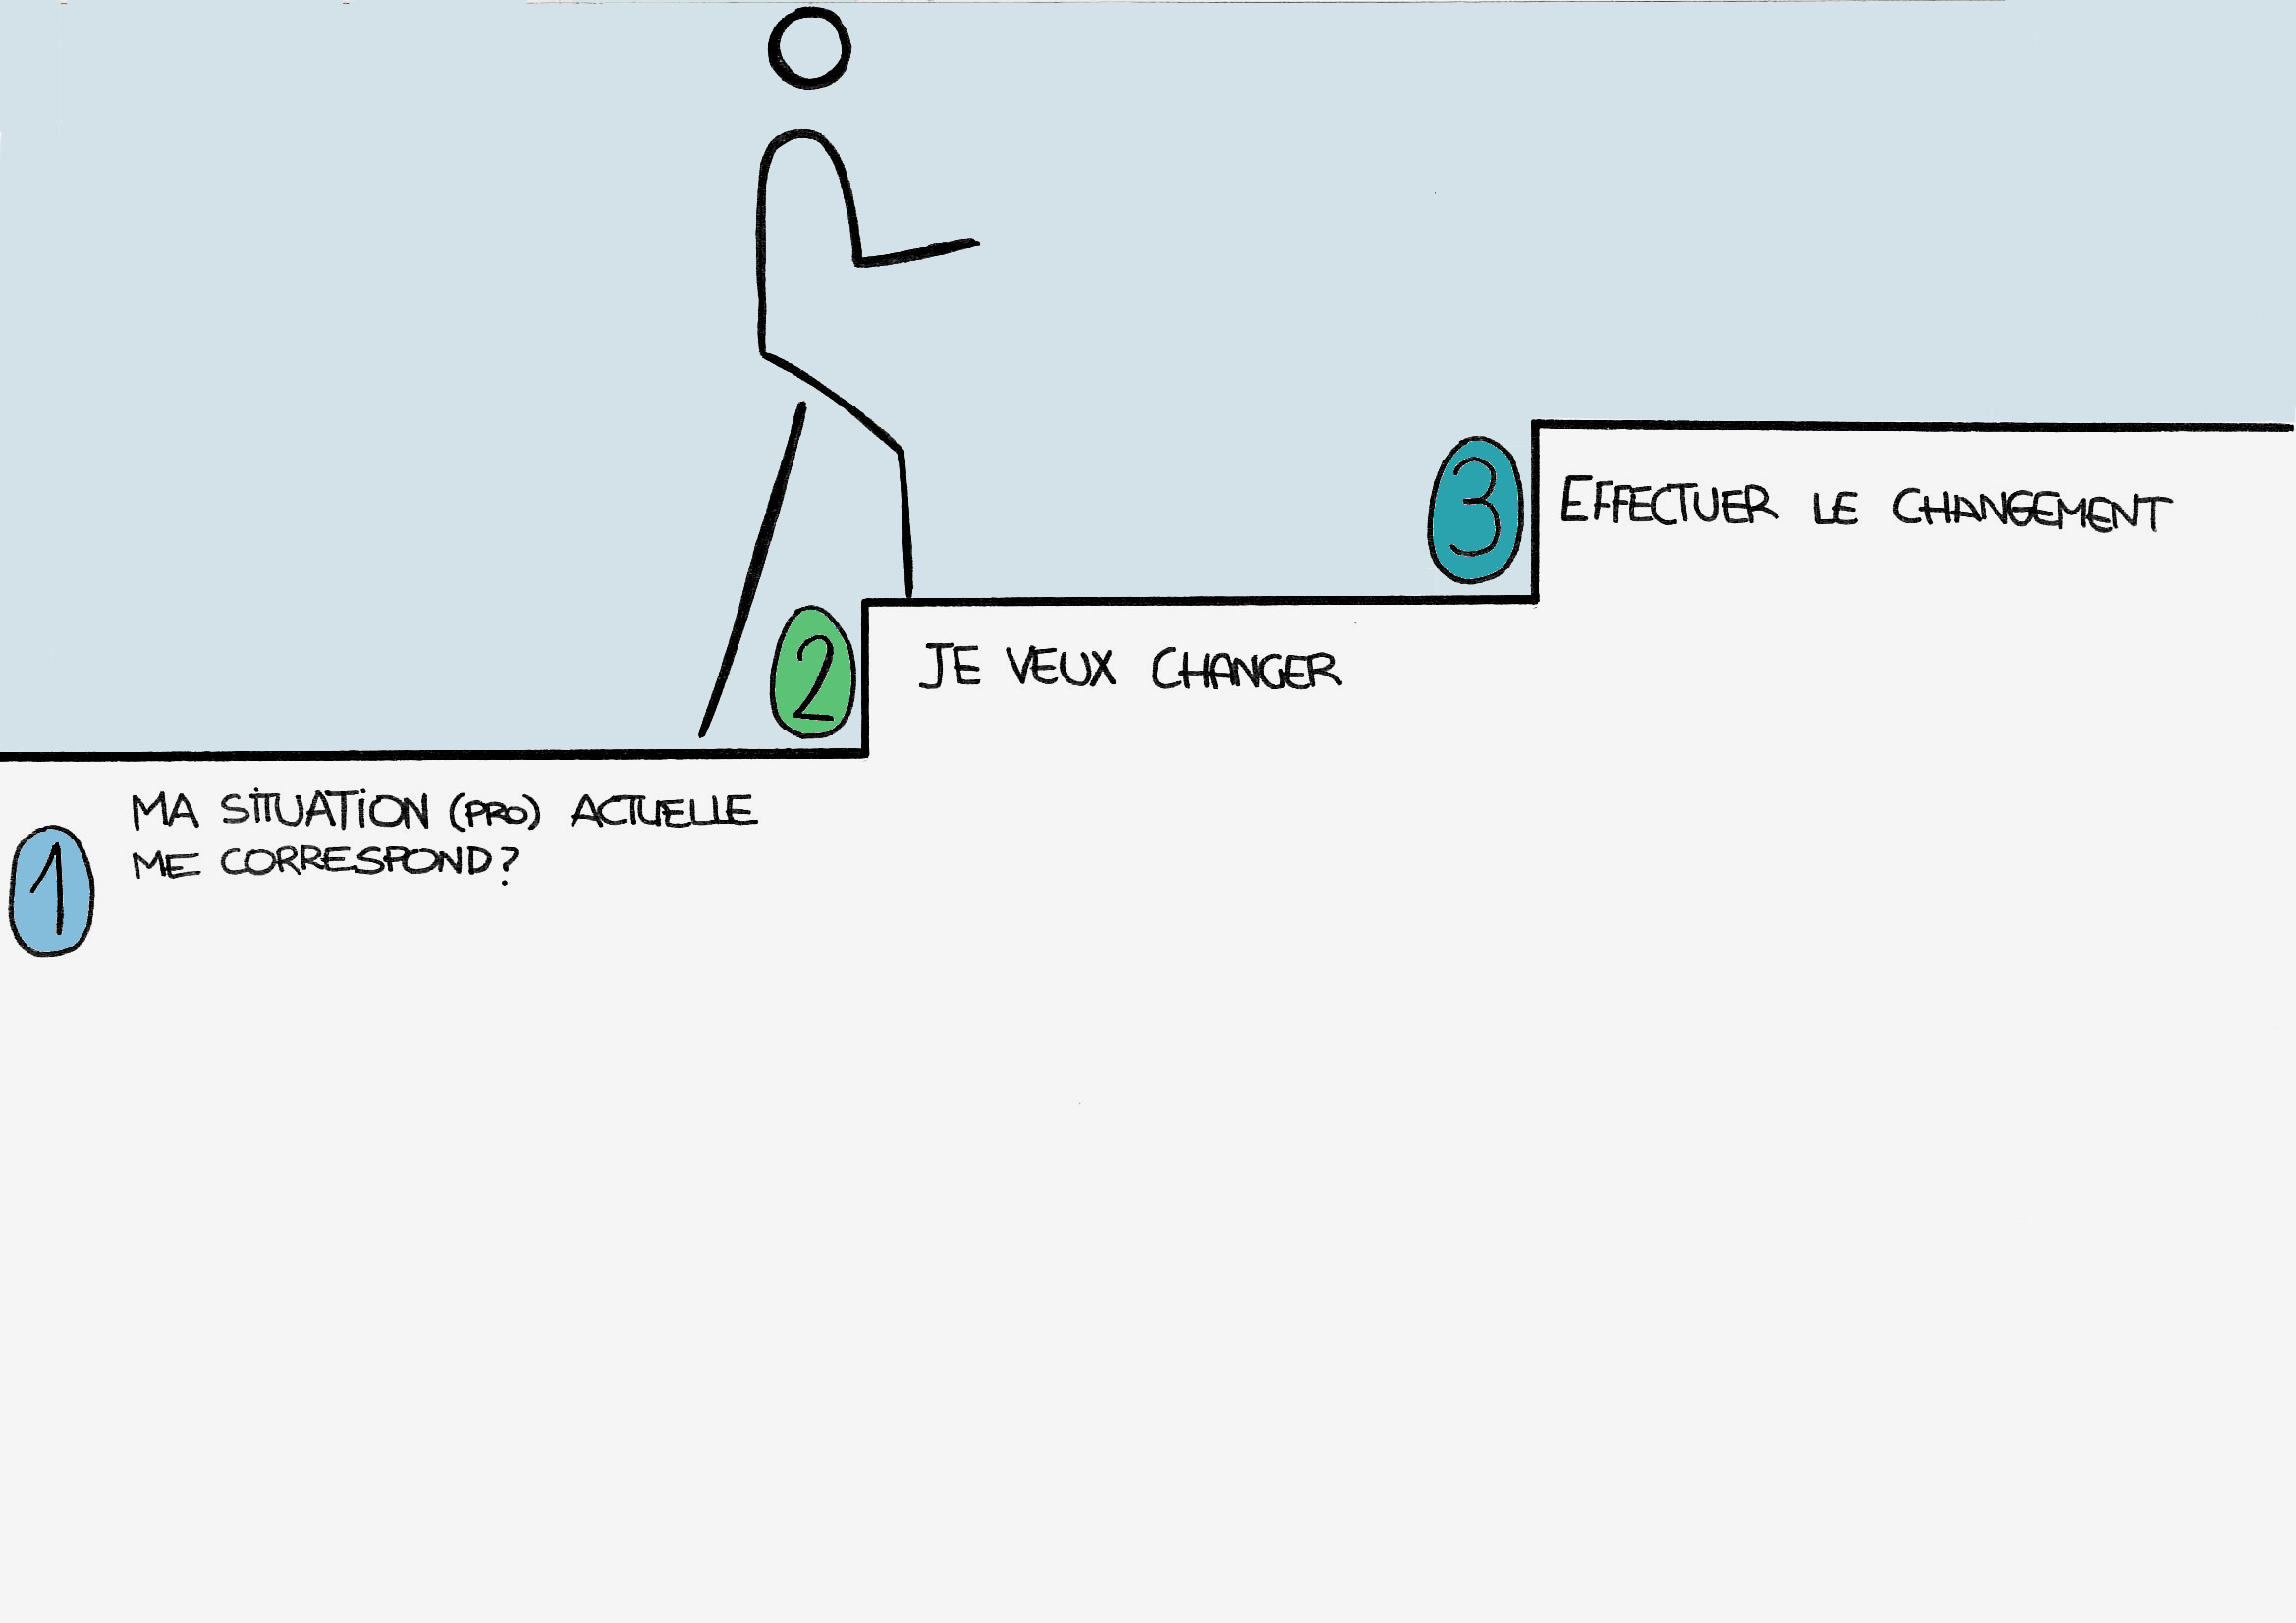 1
MA SITUATION (PRO) ACTUELLE
ME CORRESPOND?
2
JE VEUX CHANGER
3
EFFECTUER LE CHANGEMENT